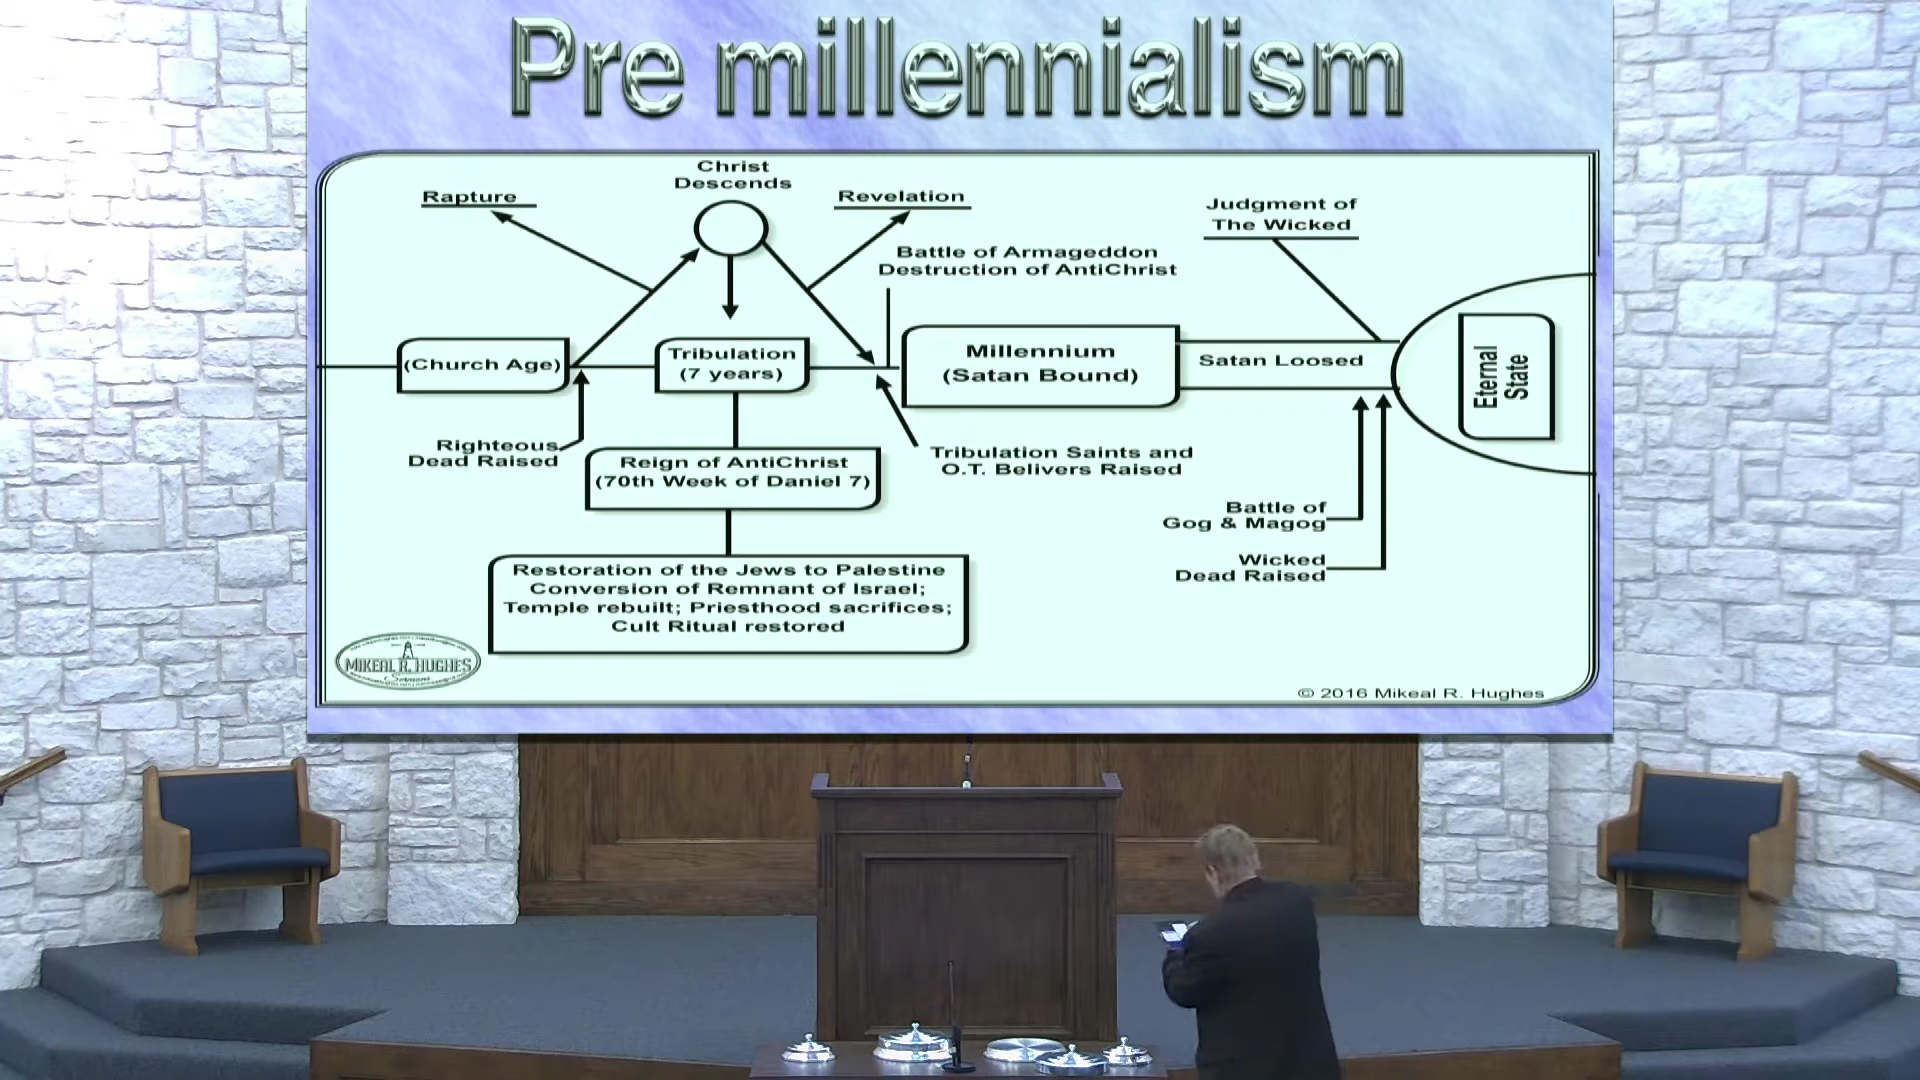 Pre millennialism
Christ
Descends
Rapture
Revelation
Judgment of
The Wicked
Battle of Armageddon
Destruction of AntiChrist
(Church Age)
Tribulation
(7 years)
Millennium
(Satan Bound)
Satan Loosed
Eternal
State
Righteous
Dead Raised
Reign of AntiChrist
(70th Week of Daniel 7)
Tribulation Saints and
O.T. Belivers Raised
Battle of
Gog & Magog
Wicked
Dead Raised
Restoration of the Jews to Palestine
Conversion of Remnant of Israel;
Temple rebuilt; Priesthood sacrifices;
Cult Ritual restored
MIKEAL R. HUGHES
Sermons
© 2016 Mikeal R. Hughes